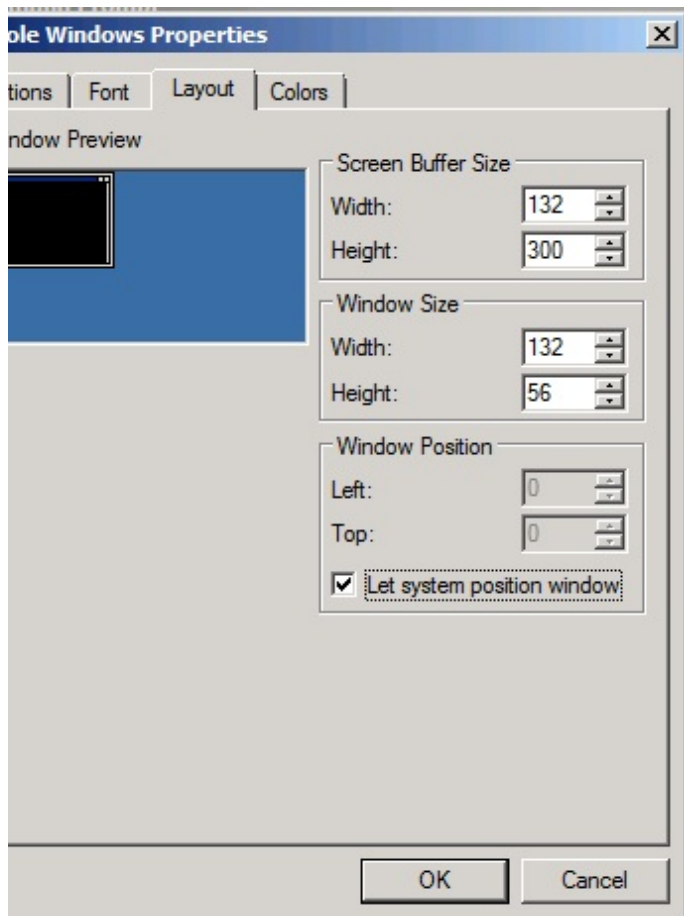 ole Windows Properties
tions Font Layout Colors
ndow Preview
Screen Buffer Size
Width: 132
Height: 300
Window Size
Width: 132
Height: 56
Window Position
Left: 0
Top: 0
Let system position window
OK Cancel